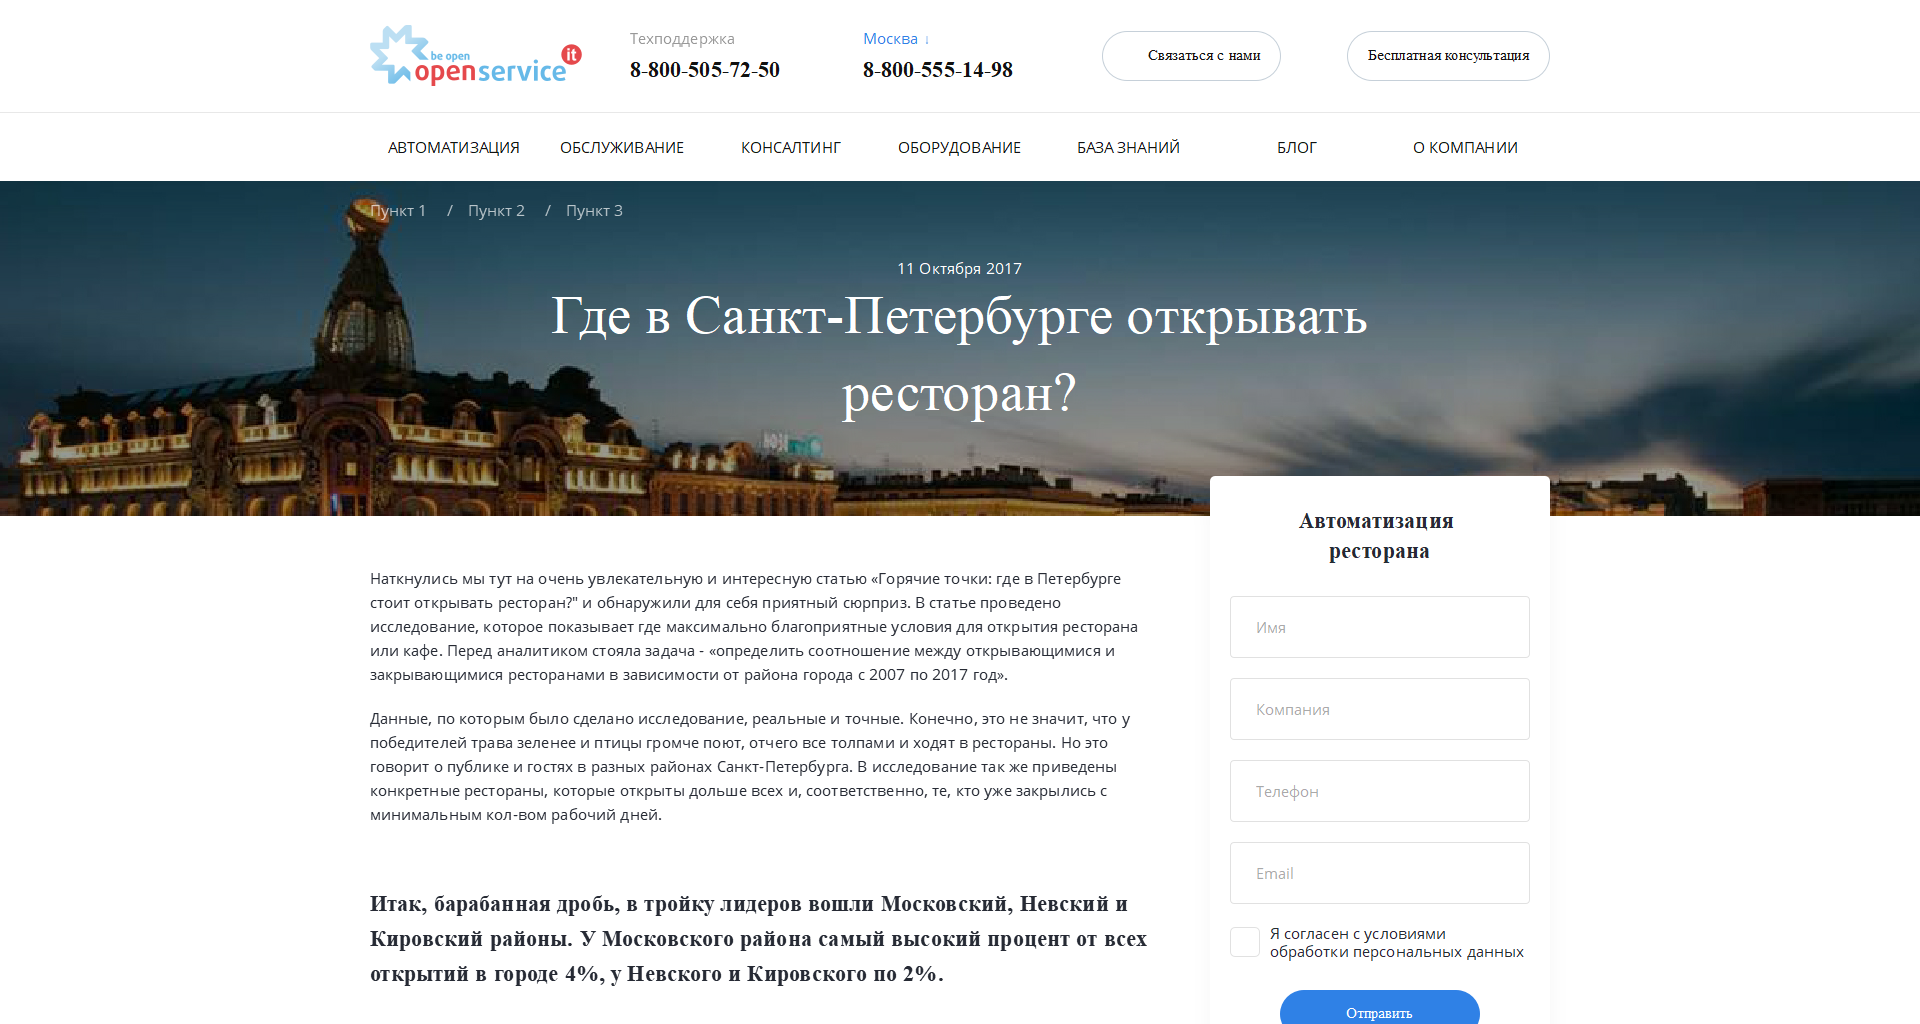 be open
openservice it
Техподдержка
8-800-505-72-50
Москва ↓
8-800-555-14-98
Связаться с нами
Бесплатная консультация
АВТОМАТИЗАЦИЯ ОБСЛУЖИВАНИЕ КОНСАЛТИНГ ОБОРУДОВАНИЕ БАЗА ЗНАНИЙ БЛОГ О КОМПАНИИ
Пункт 1 / Пункт 2 / Пункт 3
11 Октября 2017
Где в Санкт-Петербурге открывать
ресторан?
Наткнулись мы тут на очень увлекательную и интересную статью «Горячие точки: где в Петербурге
стоит открывать ресторан?" и обнаружили для себя приятный сюрприз. В статье проведено
исследование, которое показывает где максимально благоприятные условия для открытия ресторана
или кафе. Перед аналитиком стояла задача - «определить соотношение между открывающимися и
закрывающимися ресторанами в зависимости от района города с 2007 по 2017 год».
Данные, по которым было сделано исследование, реальные и точные. Конечно, это не значит, что у
победителей трава зеленее и птицы громче поют, отчего все толпами и ходят в рестораны. Но это
говорит о публике и гостях в разных районах Санкт-Петербурга. В исследование так же приведены
конкретные рестораны, которые открыты дольше всех и, соответственно, те, кто уже закрылись с
минимальным кол-вом рабочий дней.
Итак, барабанная дробь, в тройку лидеров вошли Московский, Невский и
Кировский районы. У Московского района самый высокий процент от всех
открытий в городе 4%, у Невского и Кировского по 2%.
Автоматизация
ресторана
Имя
Компания
Телефон
Email
Я согласен с условиями
обработки персональных данных
Отправить